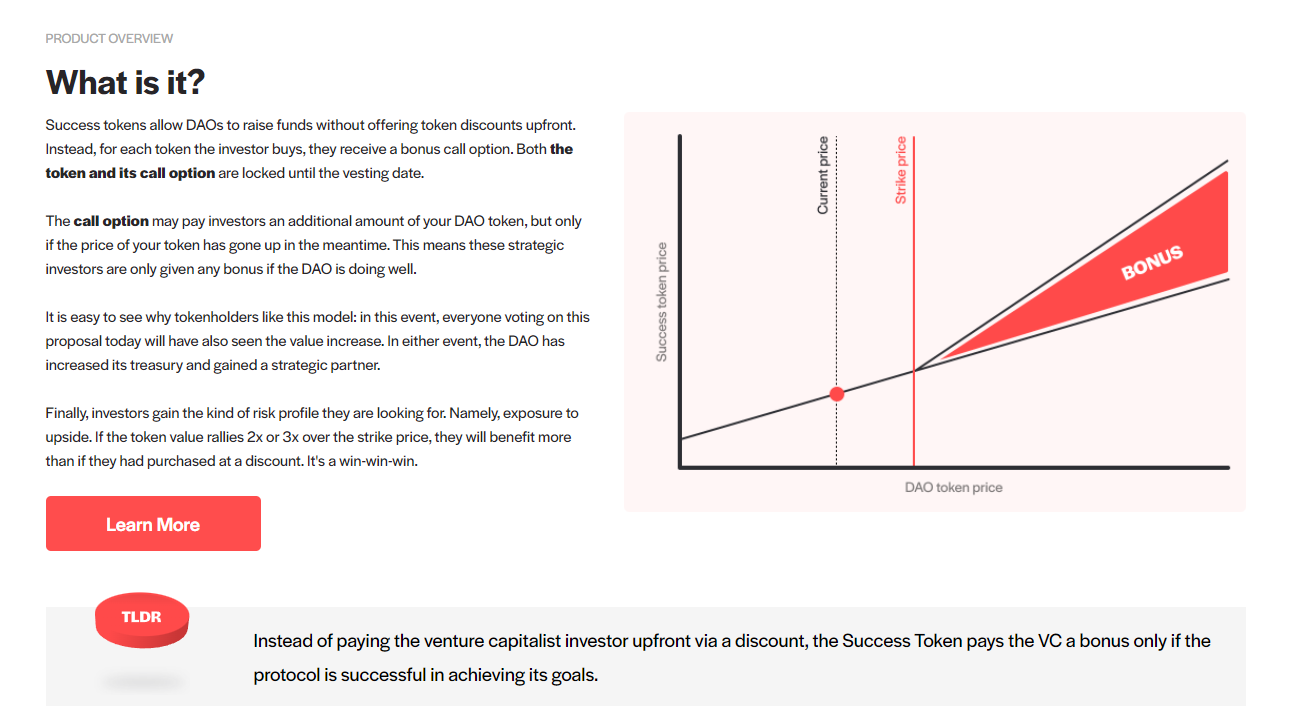 PRODUCT OVERVIEW
What is it?
Success tokens allow DAOs to raise funds without offering token discounts upfront.
Instead, for each token the investor buys, they receive a bonus call option. Both the
token and its call option are locked until the vesting date.
The call option may pay investors an additional amount of your DAO token, but only
if the price of your token has gone up in the meantime. This means these strategic
investors are only given any bonus if the DAO is doing well.
It is easy to see why tokenholders like this model: in this event, everyone voting on this
proposal today will have also seen the value increase. In either event, the DAO has
increased its treasury and gained a strategic partner.
Finally, investors gain the kind of risk profile they are looking for. Namely, exposure to
upside. If the token value rallies 2x or 3x over the strike price, they will benefit more
than if they had purchased at a discount. It's a win-win-win.
Learn More
Success token price
Current price
Strike price
BONUS
DAO token price
TLDR
Instead of paying the venture capitalist investor upfront via a discount, the Success Token pays the VC a bonus only if the
protocol is successful in achieving its goals.